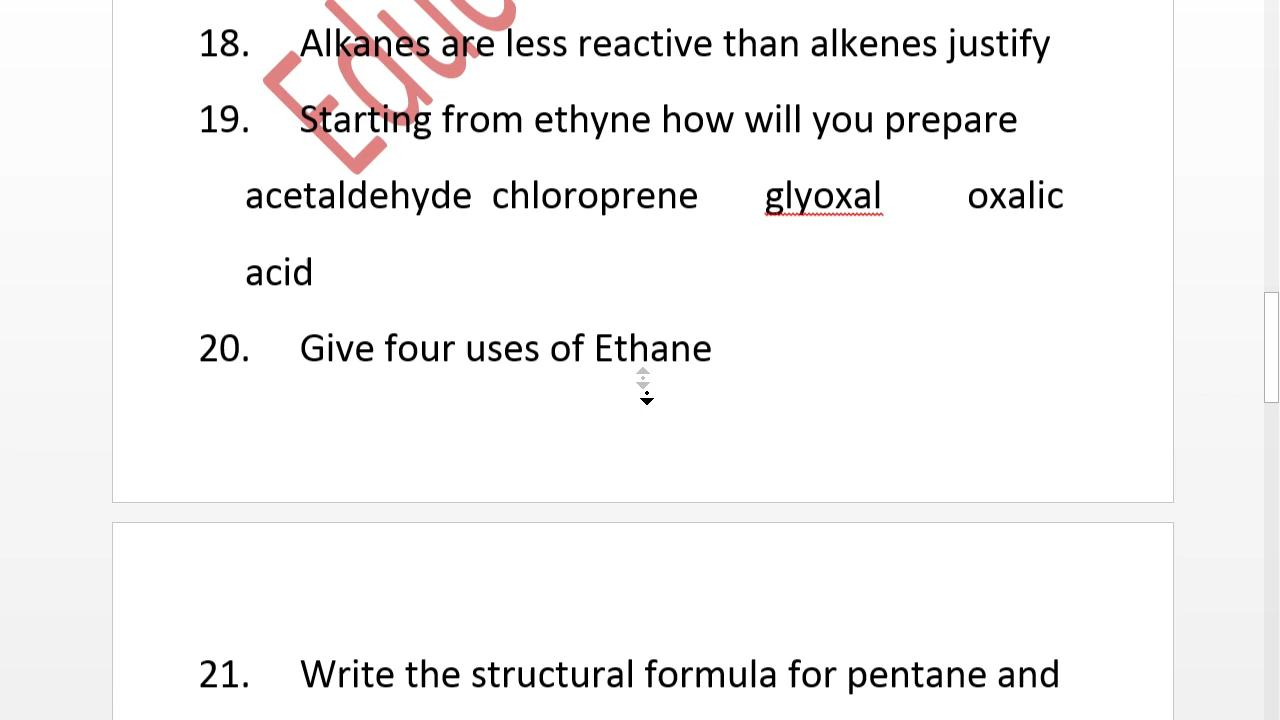 18. Alkanes are less reactive than alkenes justify
19. Starting from ethyne how will you prepare
acetaldehyde chloroprene glyoxal oxalic
acid
20. Give four uses of Ethane
21. Write the structural formula for pentane and
Educ